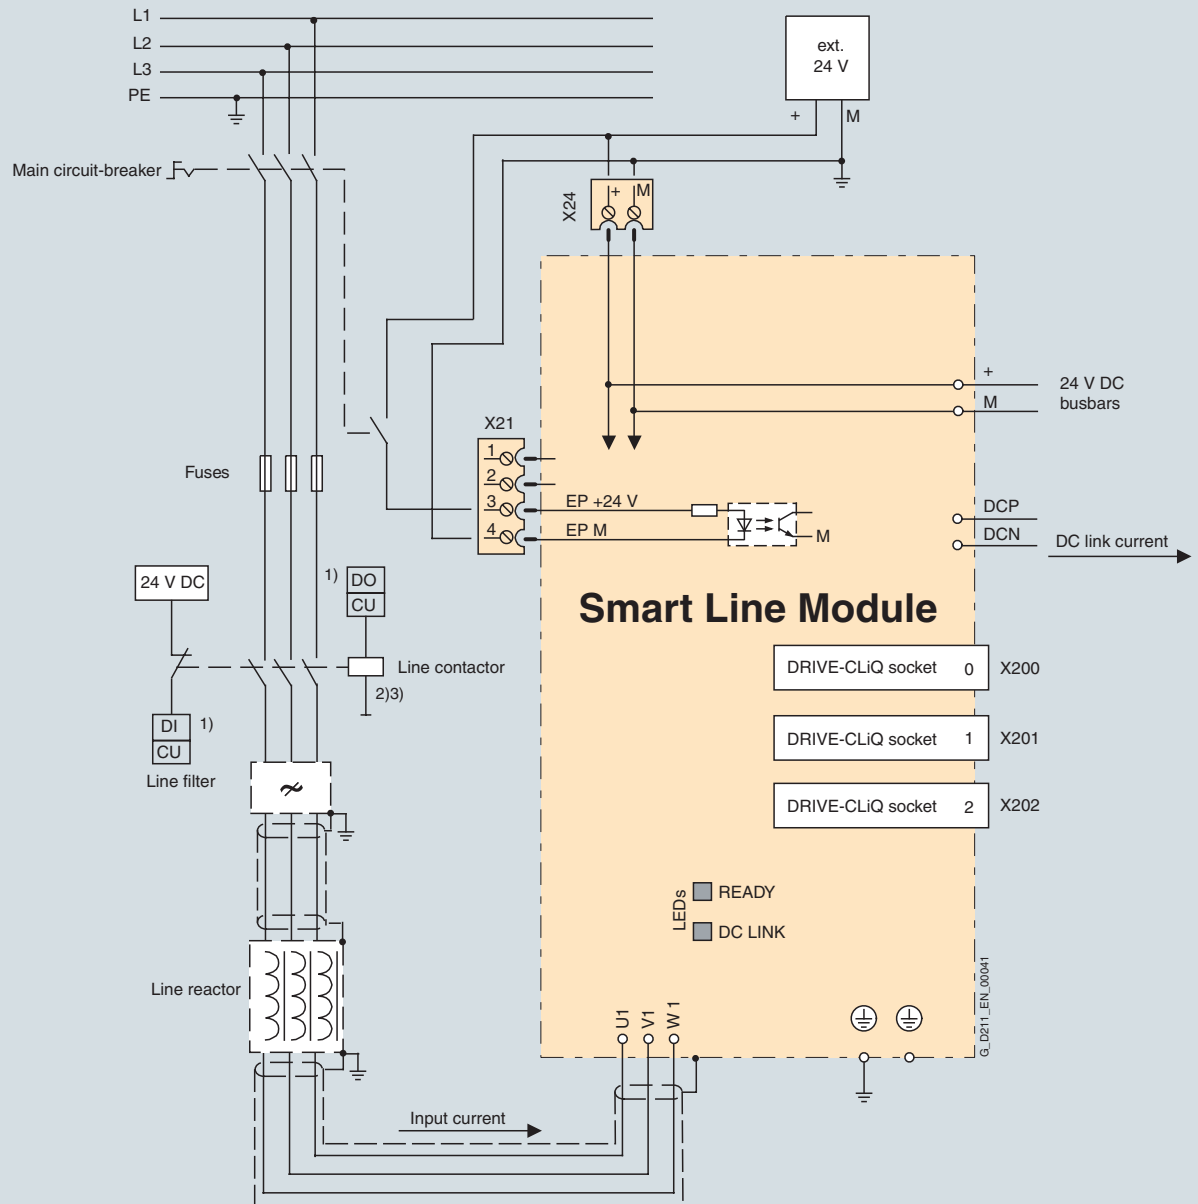 L1
L2
L3
PE
ext.
24 V
+ M
Main circuit-breaker
X24
+ M
+
M
24 V DC
busbars
X21
1
2
3
4
Fuses
EP +24 V
EP M
M
DCP
DCN
DC link current
24 V DC
1)
DO
CU
Smart Line Module
Line contactor
2)3)
DI
CU
1)
Line filter
≈
DRIVE-CLiQ socket 0
X200
DRIVE-CLiQ socket 1
X201
DRIVE-CLiQ socket 2
X202
LEDs
READY
DC LINK
Line reactor
U1
V1
W1
G_D211_EN_00041
Input current